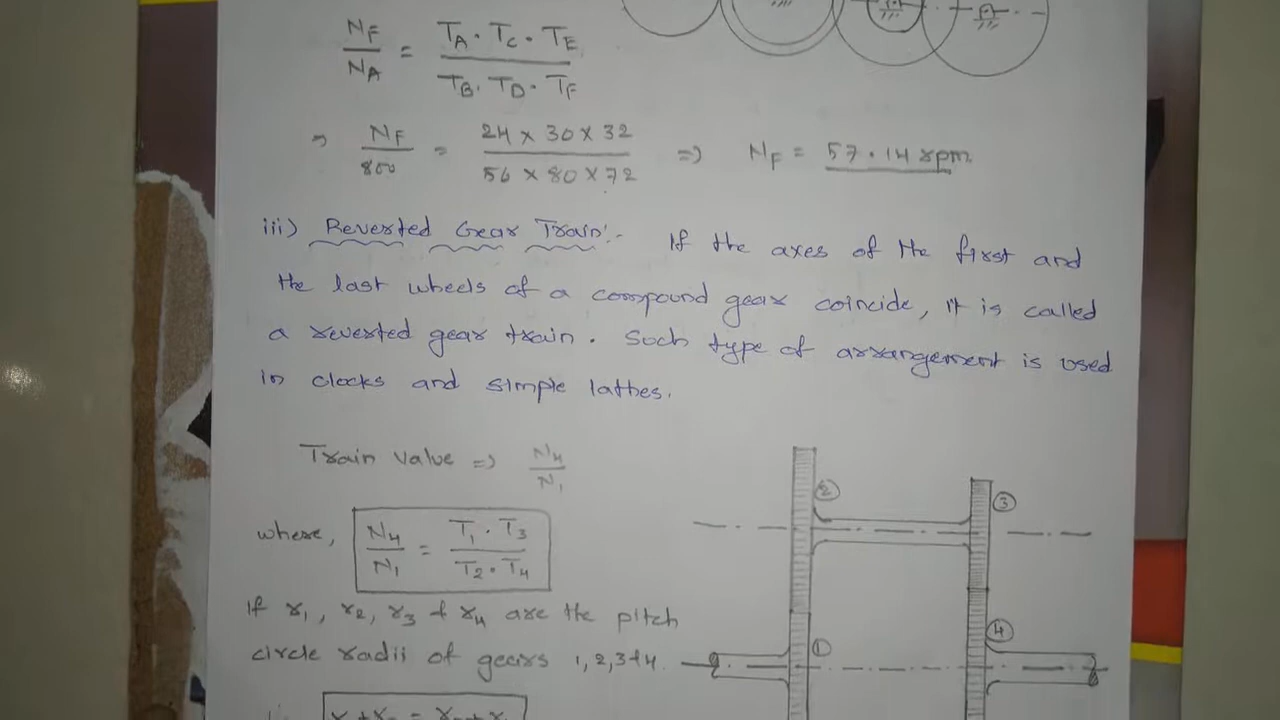 N_F / N_A = T_A · T_C · T_E / T_B · T_D · T_F
⇒ N_F / 800 = 24 × 30 × 32 / 56 × 80 × 72 ⇒ N_F = 57.14 rpm.
iii) Reverted Gear Train:- If the axes of the first and
the last wheels of a compound gear coincide, it is called
a reverted gear train. Such type of arrangement is used
in clocks and simple lathes.
Train value ⇒ N_4 / N_1
where, N_4 / N_1 = T_1 · T_3 / T_2 · T_4
If r_1, r_2, r_3 & r_4 are the pitch
circle radii of gears 1,2,3&4.
2
3
1
4